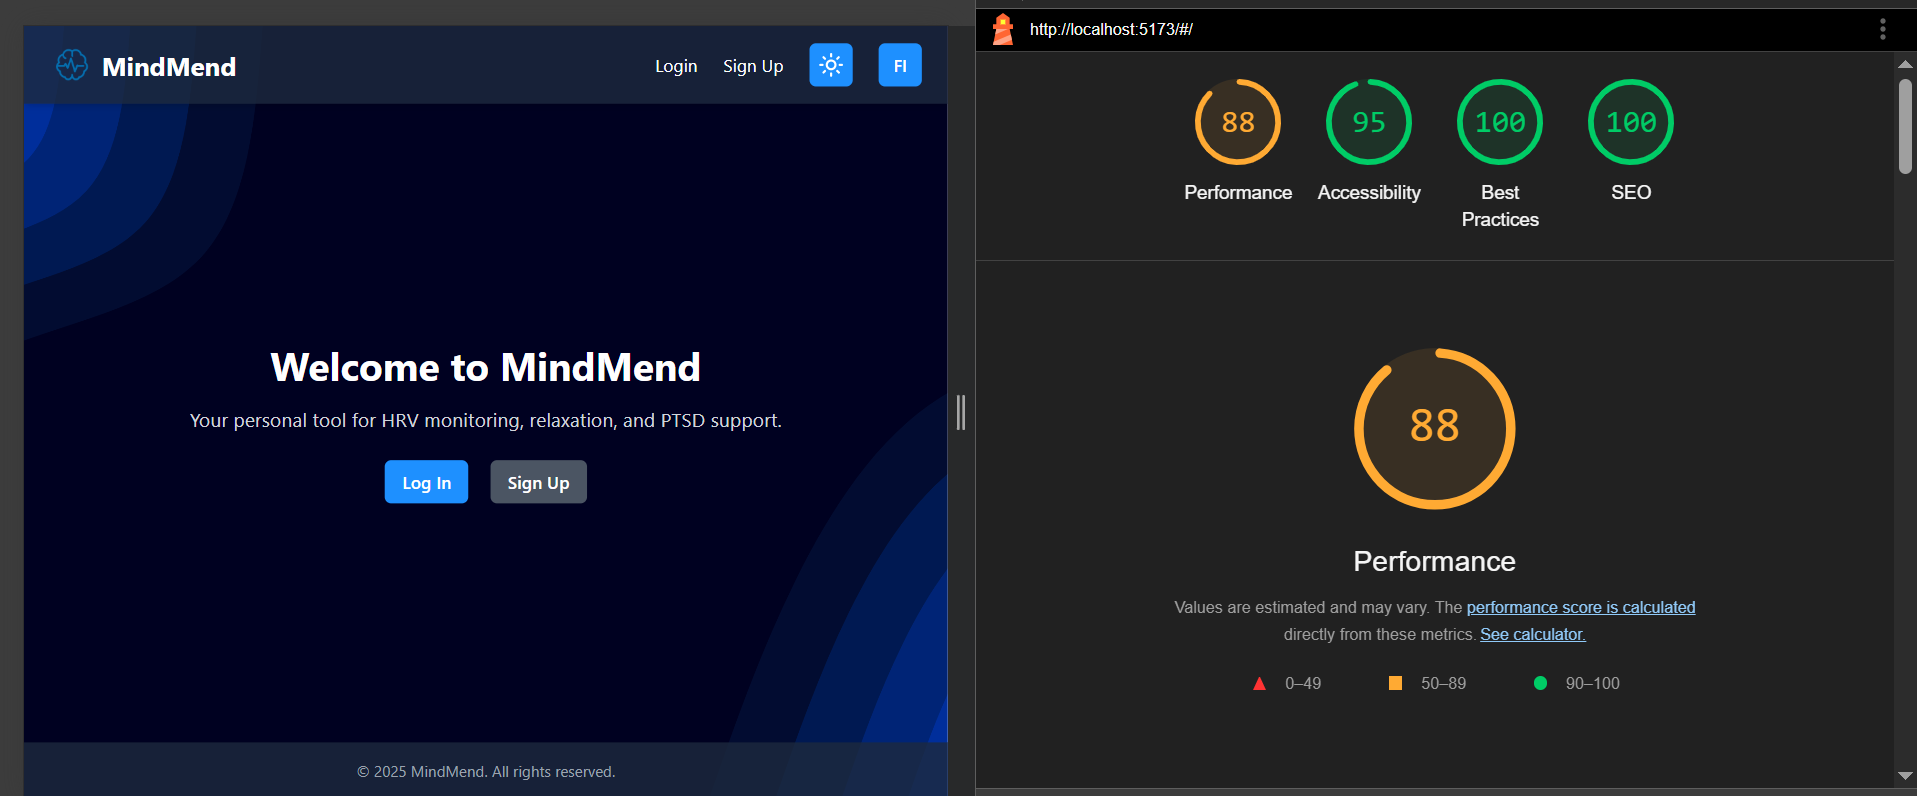 MindMend
Login
Sign Up
FI
Welcome to MindMend
Your personal tool for HRV monitoring, relaxation, and PTSD support.
Log In
Sign Up
© 2025 MindMend. All rights reserved.
http://localhost:5173/#/
88
Performance
95
Accessibility
100
Best
Practices
100
SEO
88
Performance
Values are estimated and may vary. The performance score is calculated
directly from these metrics. See calculator.
0–49
50–89
90–100